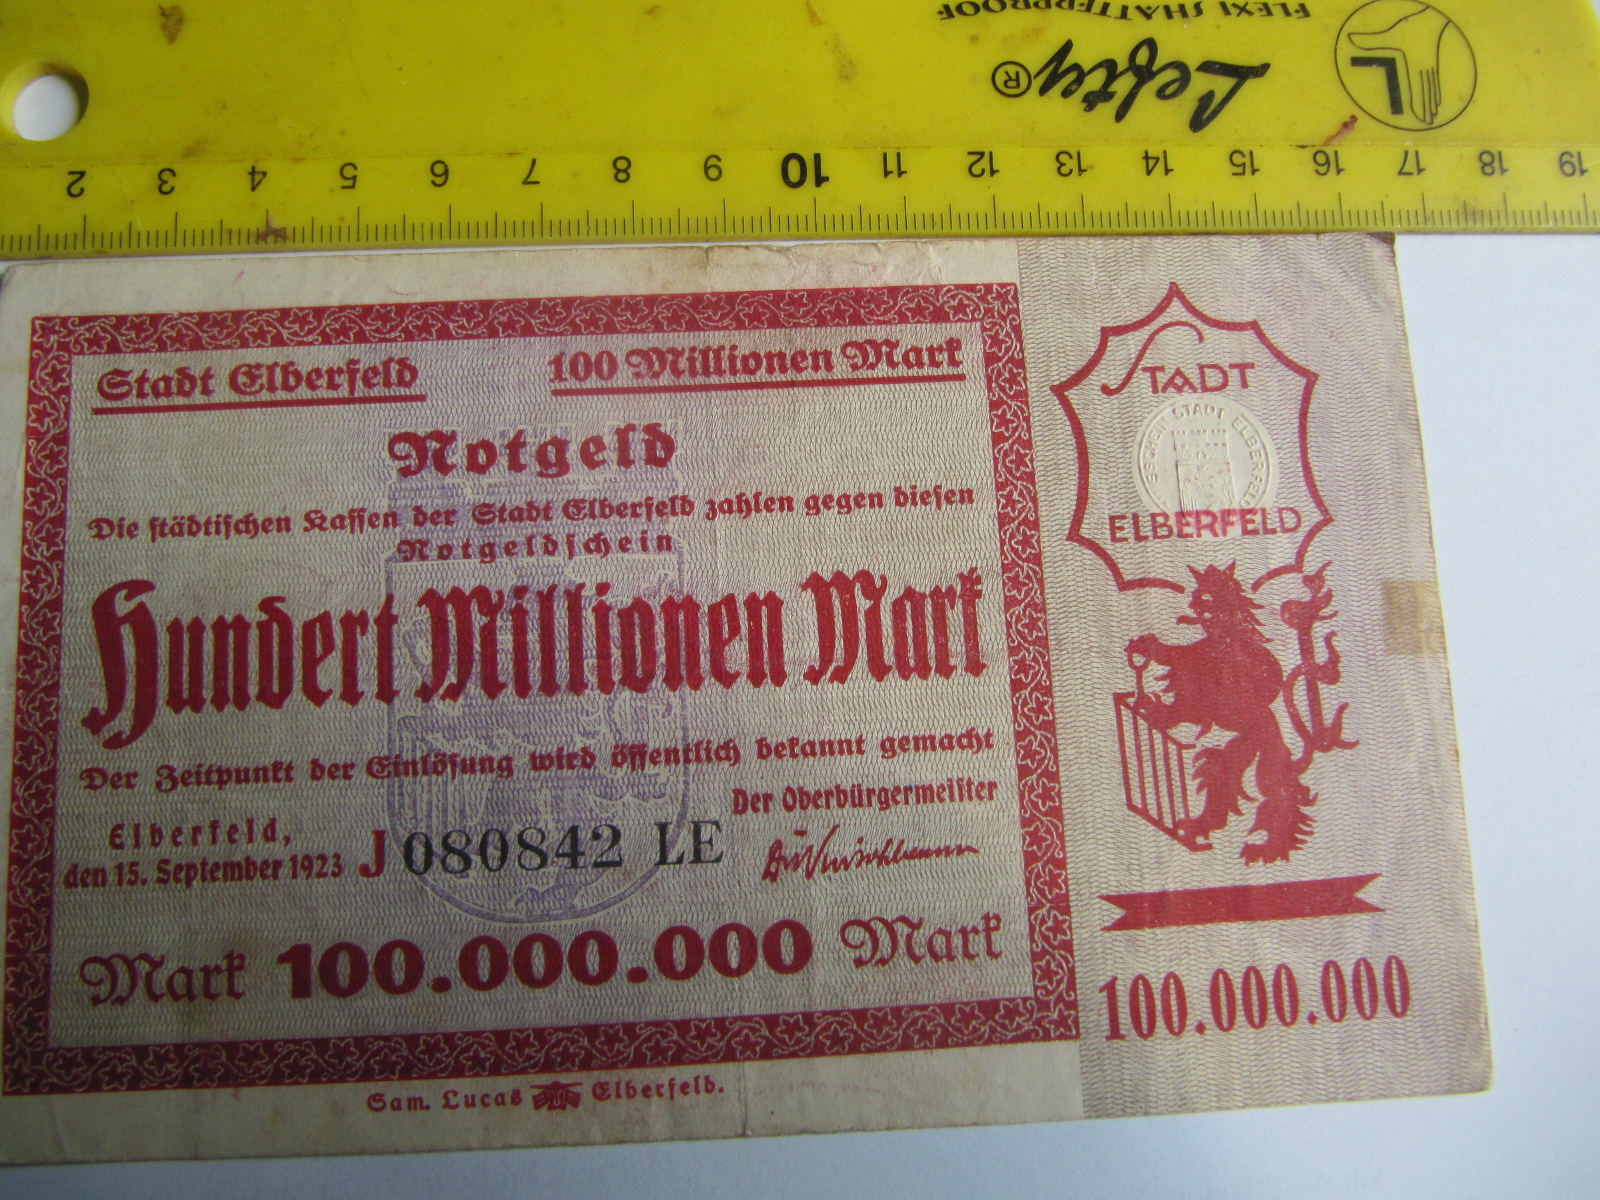 FLEXI SHATTERPROOF
Lefty®
L
2 3 4 5 6 7 8 9 10 11 12 13 14 15 16 17 18 19
Stadt Elberfeld
100 Millionen Mark
Notgeld
Die städtischen Kassen der Stadt Elberfeld zahlen gegen diesen
Notgeldschein
Hundert Millionen Mark
Der Zeitpunkt der Einlösung wird öffentlich bekannt gemacht
Der Oberbürgermeister
Elberfeld,
den 15. September 1923
J 080842 LE
Mark 100.000.000 Mark
Sam. Lucas Elberfeld.
STADT
STADT ELBERFELD
ELBERFELD
100.000.000